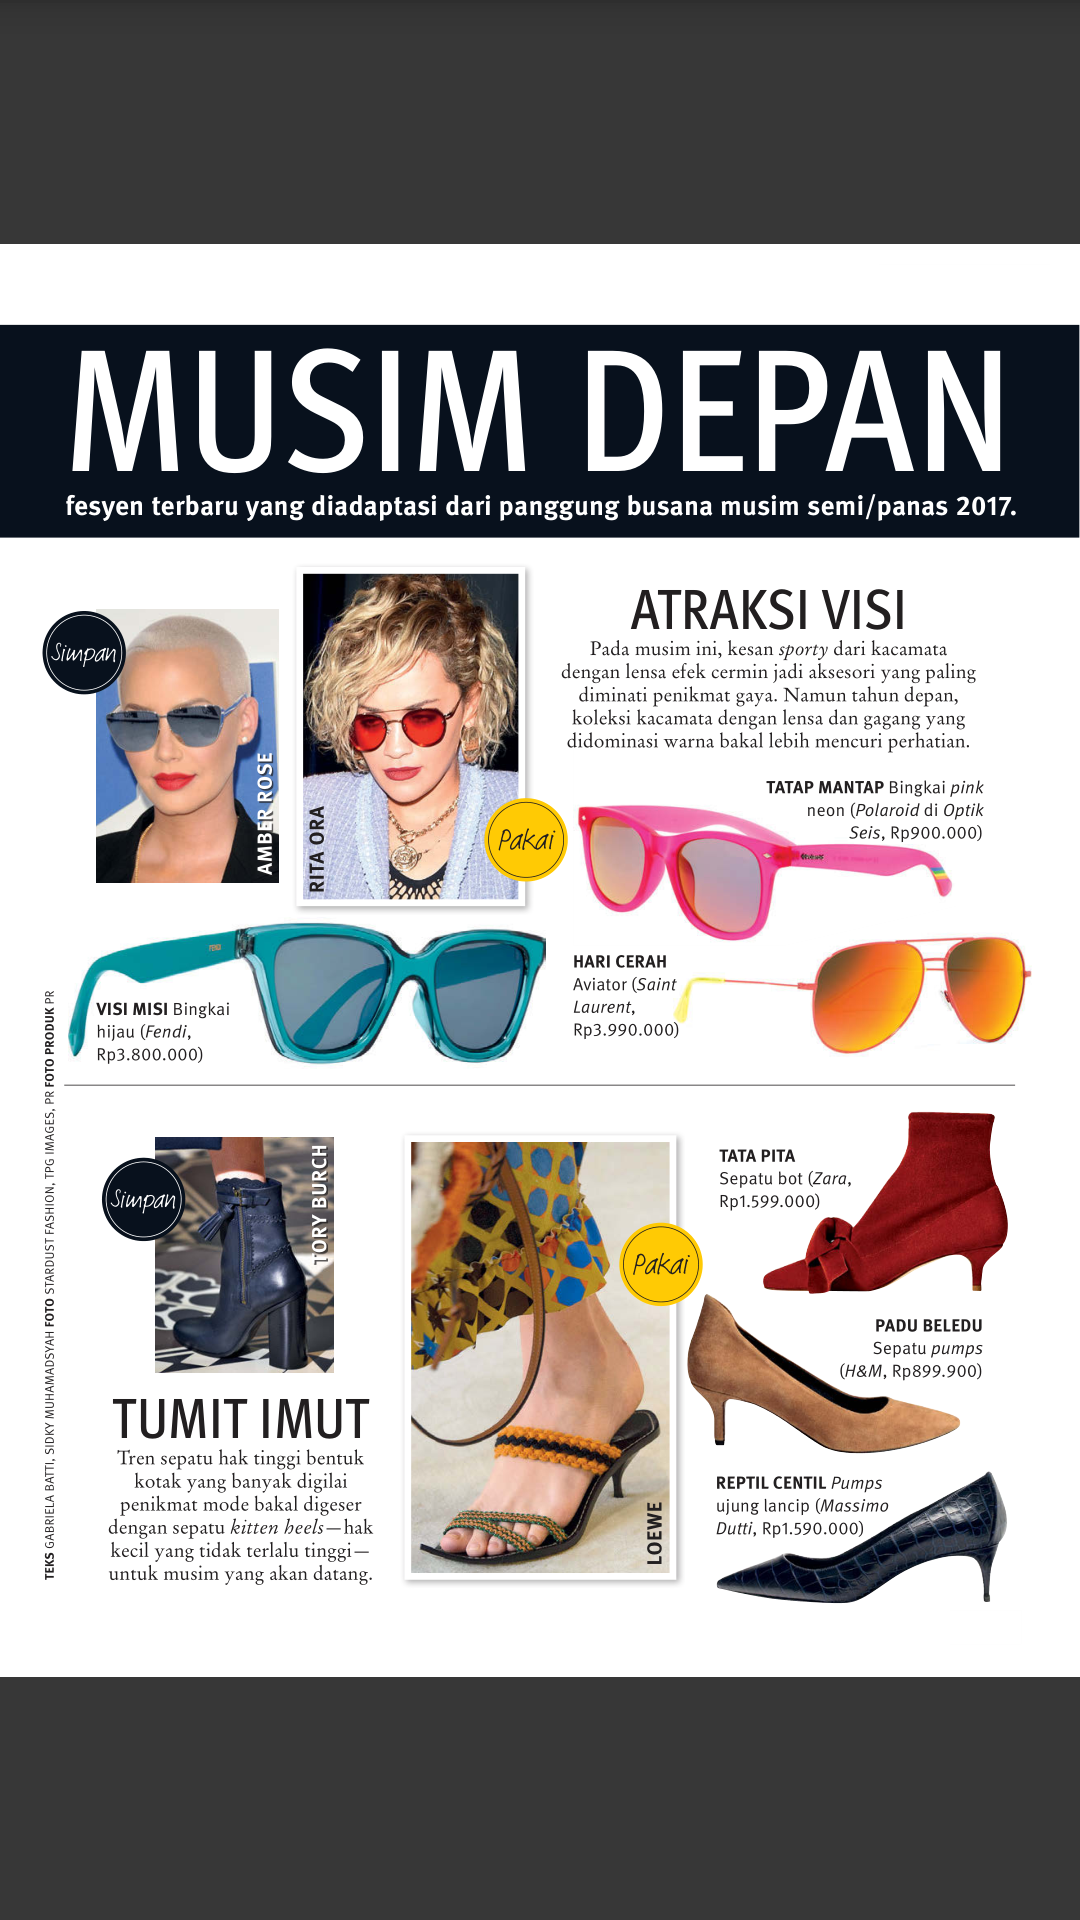 MUSIM DEPAN
fesyen terbaru yang diadaptasi dari panggung busana musim semi/panas 2017.
Simpan
AMBER ROSE
RITA ORA
Pakai
ATRAKSI VISI
Pada musim ini, kesan sporty dari kacamata
dengan lensa efek cermin jadi aksesori yang paling
diminati penikmat gaya. Namun tahun depan,
koleksi kacamata dengan lensa dan gagang yang
didominasi warna bakal lebih mencuri perhatian.
TATAP MANTAP Bingkai pink
neon (Polaroid di Optik
Seis, Rp900.000)
FENDI
VISI MISI Bingkai
hijau (Fendi,
Rp3.800.000)
HARI CERAH
Aviator (Saint
Laurent,
Rp3.990.000)
TEKS GABRIELA BATTI, SIDKY MUHAMADSYAH FOTO STARDUST FASHION, TPG IMAGES, PR FOTO PRODUK PR
Simpan
TORY BURCH
TUMIT IMUT
Tren sepatu hak tinggi bentuk
kotak yang banyak digilai
penikmat mode bakal digeser
dengan sepatu kitten heels—hak
kecil yang tidak terlalu tinggi—
untuk musim yang akan datang.
Pakai
LOEWE
TATA PITA
Sepatu bot (Zara,
Rp1.599.000)
PADU BELEDU
Sepatu pumps
(H&M, Rp899.900)
REPTIL CENTIL Pumps
ujung lancip (Massimo
Dutti, Rp1.590.000)